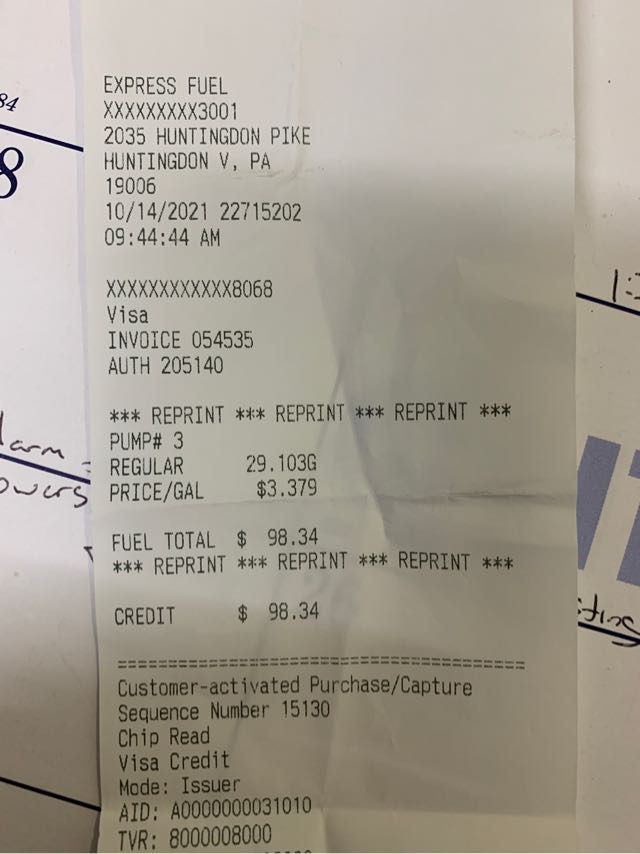 EXPRESS FUEL
XXXXXXXXX3001
2035 HUNTINGDON PIKE
HUNTINGDON V, PA
19006
10/14/2021 22715202
09:44:44 AM
XXXXXXXXXXXX8068
Visa
INVOICE 054535
AUTH 205140
*** REPRINT *** REPRINT *** REPRINT ***
PUMP# 3
REGULAR 29.103G
PRICE/GAL $3.379
FUEL TOTAL $ 98.34
*** REPRINT *** REPRINT *** REPRINT ***
CREDIT $ 98.34
========================================
Customer-activated Purchase/Capture
Sequence Number 15130
Chip Read
Visa Credit
Mode: Issuer
AID: A0000000031010
TVR: 8000008000
84
8